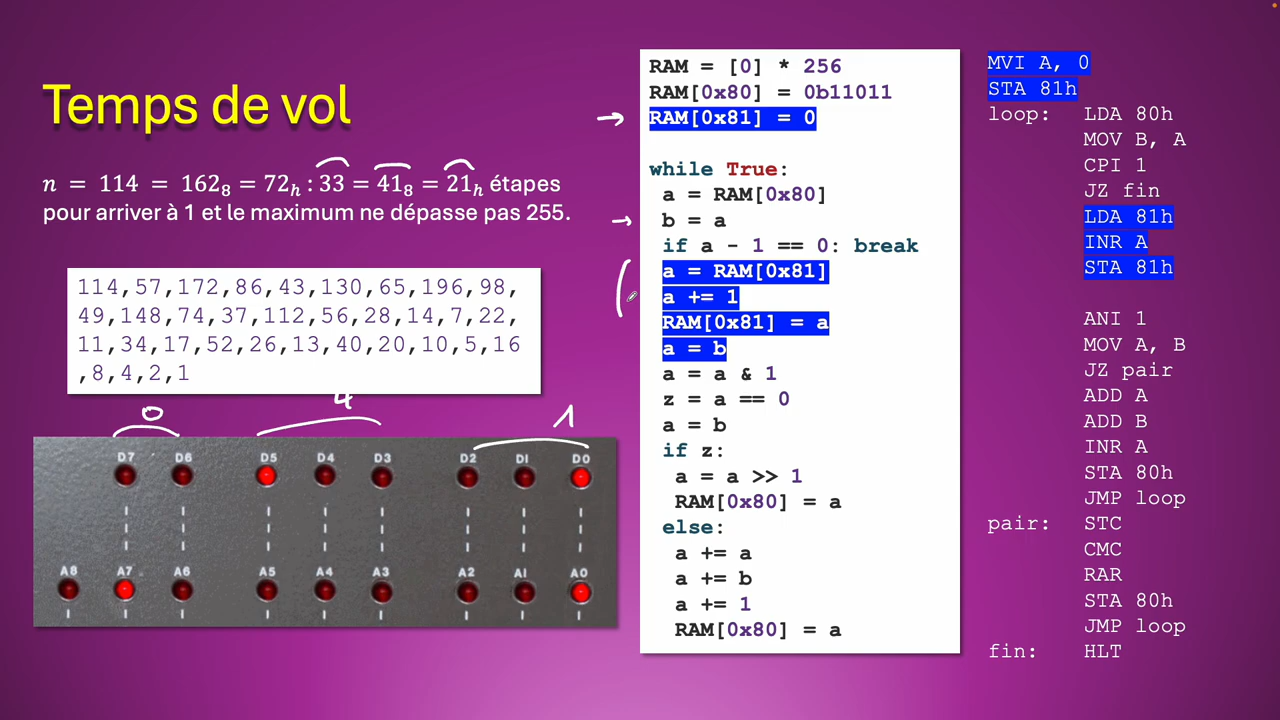 Temps de vol
n = 114 = 162₈ = 72ₕ : 33 = 41₈ = 21ₕ étapes
pour arriver à 1 et le maximum ne dépasse pas 255.
114,57,172,86,43,130,65,196,98,
49,148,74,37,112,56,28,14,7,22,
11,34,17,52,26,13,40,20,10,5,16
,8,4,2,1
0 4 1
D7 D6 D5 D4 D3 D2 D1 D0
A8 A7 A6 A5 A4 A3 A2 A1 A0
RAM = [0] * 256
RAM[0x80] = 0b11011
RAM[0x81] = 0
while True:
a = RAM[0x80]
b = a
if a - 1 == 0: break
a = RAM[0x81]
a += 1
RAM[0x81] = a
a = b
a = a & 1
z = a == 0
a = b
if z:
a = a >> 1
RAM[0x80] = a
else:
a += a
a += b
a += 1
RAM[0x80] = a
MVI A, 0
STA 81h
loop: LDA 80h
MOV B, A
CPI 1
JZ fin
LDA 81h
INR A
STA 81h
ANI 1
MOV A, B
JZ pair
ADD A
ADD B
INR A
STA 80h
JMP loop
pair: STC
CMC
RAR
STA 80h
JMP loop
fin: HLT